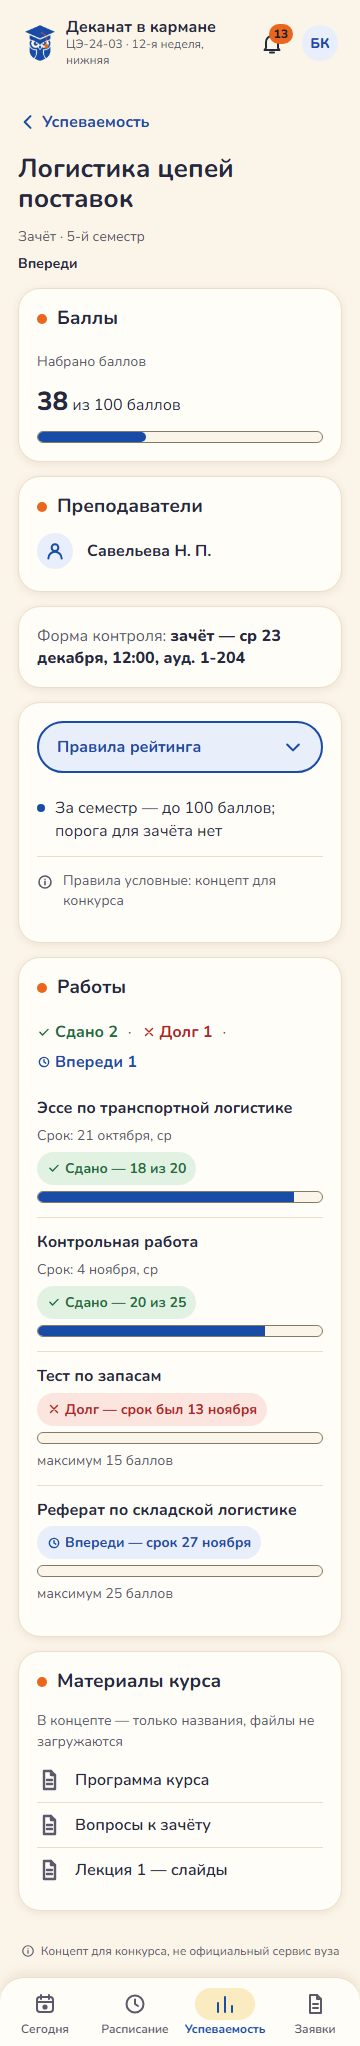 Деканат в кармане
ЦЭ-24-03 · 12-я неделя,
нижняя
13
БК
Успеваемость
Логистика цепей
поставок
Зачёт · 5-й семестр
Впереди
Баллы
Набрано баллов
38 из 100 баллов
Преподаватели
Савельева Н. П.
Форма контроля: зачёт — ср 23
декабря, 12:00, ауд. 1-204
Правила рейтинга
За семестр — до 100 баллов;
порога для зачёта нет
Правила условные: концепт для
конкурса
Работы
Сдано 2 · Долг 1 ·
Впереди 1
Эссе по транспортной логистике
Срок: 21 октября, ср
Сдано — 18 из 20
Контрольная работа
Срок: 4 ноября, ср
Сдано — 20 из 25
Тест по запасам
Долг — срок был 13 ноября
максимум 15 баллов
Реферат по складской логистике
Впереди — срок 27 ноября
максимум 25 баллов
Материалы курса
В концепте — только названия, файлы не
загружаются
Программа курса
Вопросы к зачёту
Лекция 1 — слайды
Концепт для конкурса, не официальный сервис вуза
Сегодня
Расписание
Успеваемость
Заявки